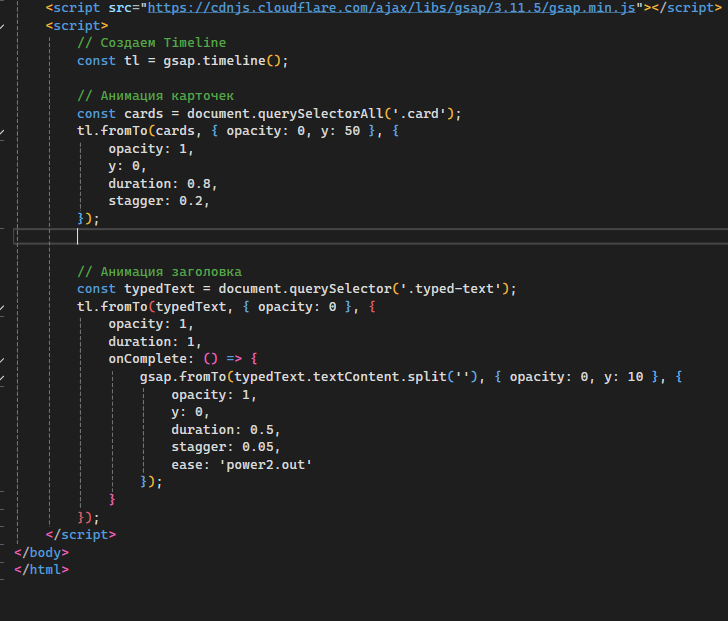 <script src="https://cdnjs.cloudflare.com/ajax/libs/gsap/3.11.5/gsap.min.js"></script>
<script>
// Создаем Timeline
const tl = gsap.timeline();
// Анимация карточек
const cards = document.querySelectorAll('.card');
tl.fromTo(cards, { opacity: 0, y: 50 }, {
opacity: 1,
y: 0,
duration: 0.8,
stagger: 0.2,
});
// Анимация заголовка
const typedText = document.querySelector('.typed-text');
tl.fromTo(typedText, { opacity: 0 }, {
opacity: 1,
duration: 1,
onComplete: () => {
gsap.fromTo(typedText.textContent.split(''), { opacity: 0, y: 10 }, {
opacity: 1,
y: 0,
duration: 0.5,
stagger: 0.05,
ease: 'power2.out'
});
}
});
</script>
</body>
</html>